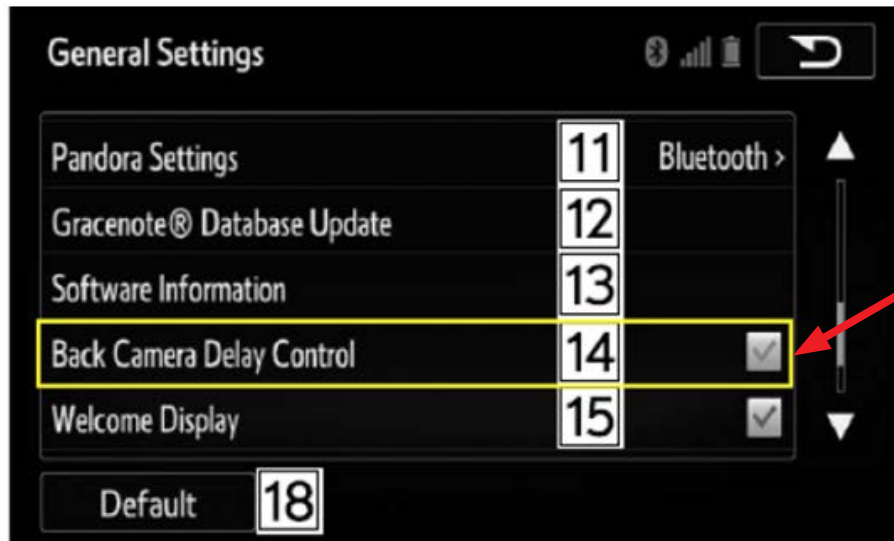 General Settings
Pandora Settings 11 Bluetooth >
Gracenote® Database Update 12
Software Information 13
Back Camera Delay Control 14
Welcome Display 15
Default 18